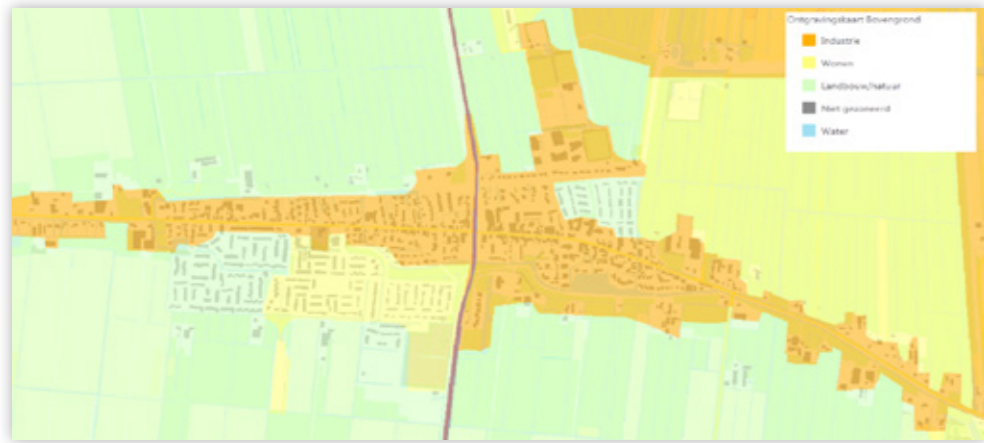 Ontgravingskaart Bovengrond
Industrie
Wonen
Landbouw/natuur
Niet gezoneerd
Water